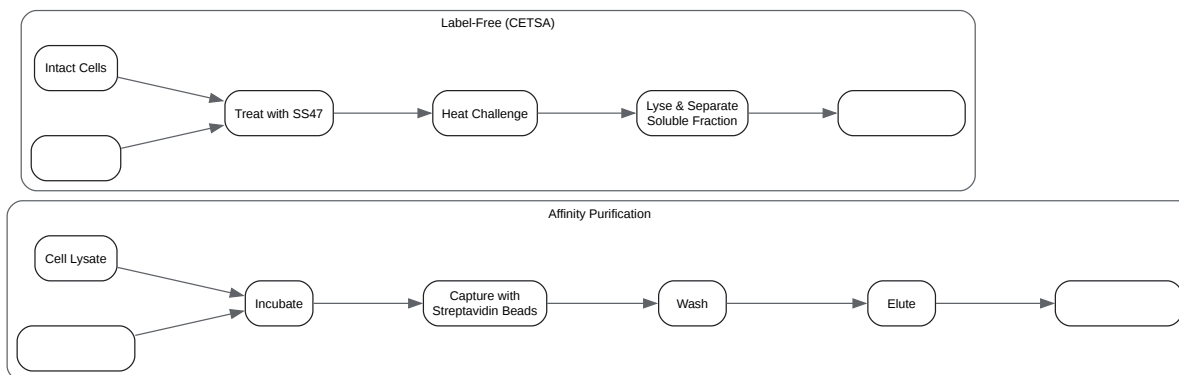 Label-Free (CETSA)
Intact Cells
Treat with SS47
Heat Challenge
Lyse & Separate
Soluble Fraction
Affinity Purification
Cell Lysate
Incubate
Capture with
Streptavidin Beads
Wash
Elute